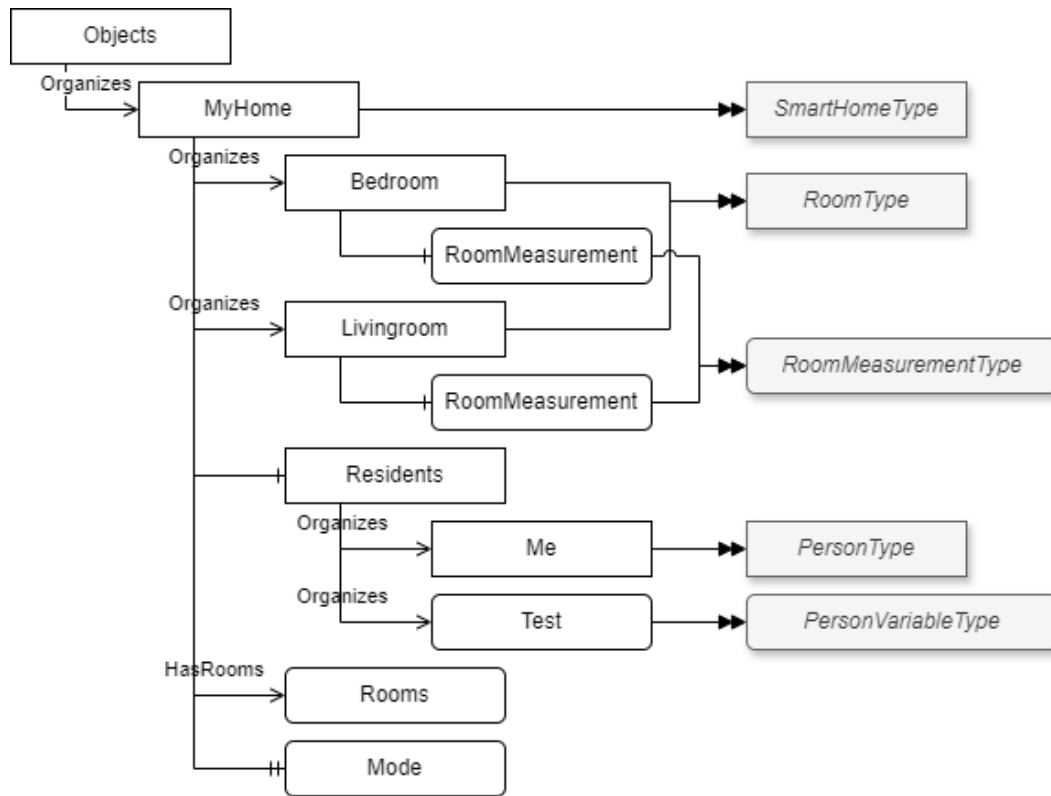 Objects
Organizes
MyHome
SmartHomeType
Organizes
Bedroom
RoomType
RoomMeasurement
Organizes
Livingroom
RoomMeasurementType
RoomMeasurement
Residents
Organizes
Me
PersonType
Organizes
Test
PersonVariableType
HasRooms
Rooms
Mode